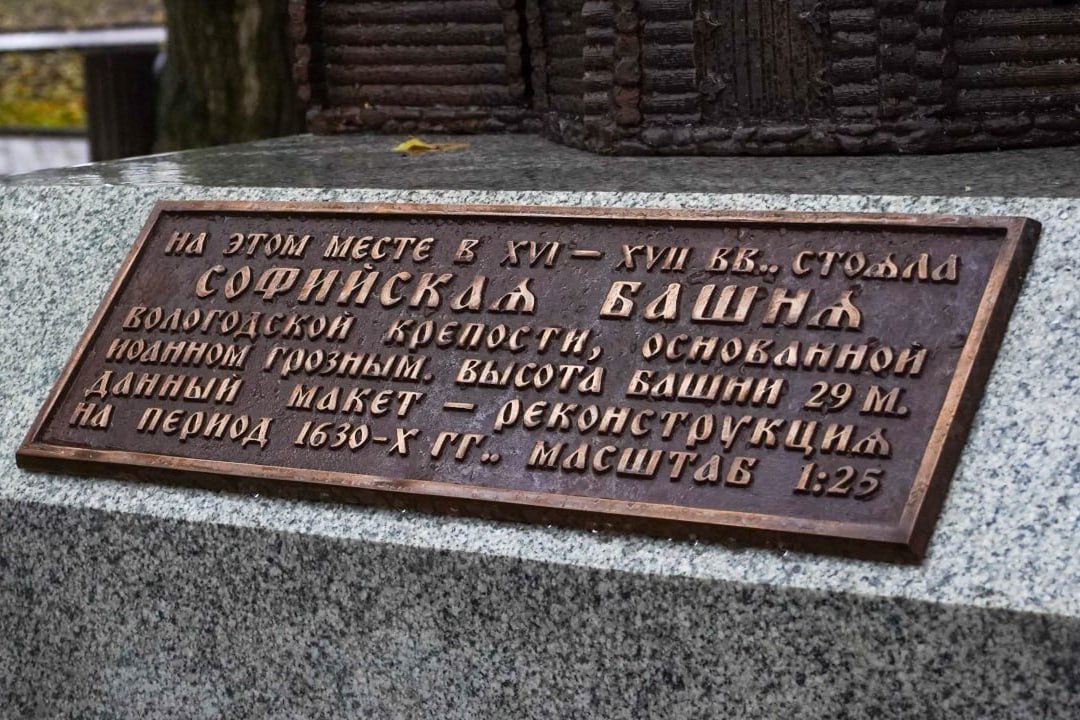 НА ЭТОМ МЕСТЕ В XVI – XVII ВВ.. СТОЯЛА
СОФИЙСКАЯ БАШНЯ
ВОЛОГОДСКОЙ КРЕПОСТИ, ОСНОВАННОЙ
ИОАННОМ ГРОЗНЫМ. ВЫСОТА БАШНИ 29 М.
ДАННЫЙ МАКЕТ – РЕКОНСТРУКЦИЯ
НА ПЕРИОД 1630-Х ГГ.. МАСШТАБ 1:25